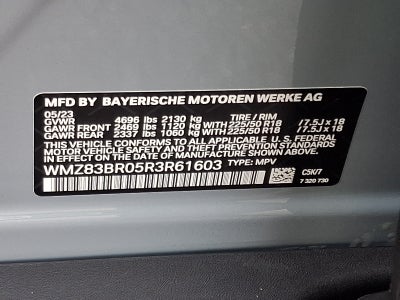 MFD BY BAYERISCHE MOTOREN WERKE AG
05/23 TIRE / RIM
GVWR 4696 lbs 2130 kg
GAWR FRONT 2469 lbs 1120 kg 225/50 R18 / 7.5J x 18
GAWR REAR 2337 lbs 1060 kg 225/50 R18 / 7.5J x 18
THIS VEHICLE CONFORMS TO ALL APPLICABLE U.S. FEDERAL
MOTOR VEHICLE SAFETY, BUMPER, AND THEFT PREVENTION
STANDARDS IN EFFECT ON THE DATE OF MANUFACTURE
SHOWN ABOVE.
WMZ83BR05R3R61603 TYPE: MPV
C5K/7
7 320 730